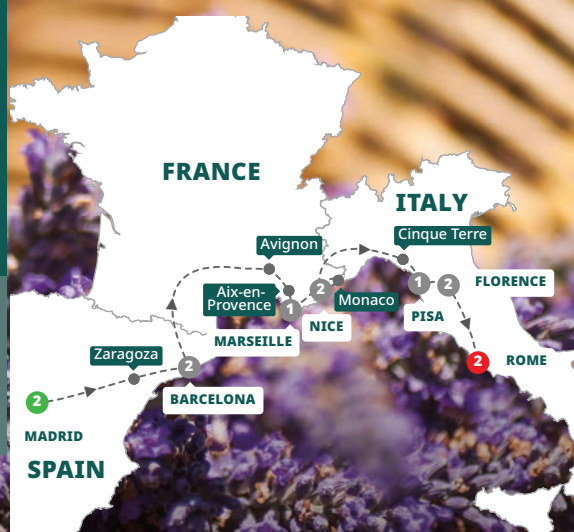 FRANCE
ITALY
Avignon
Cinque Terre
Aix-en-
Provence
1
2
Monaco
1
2
FLORENCE
NICE
PISA
MARSEILLE
Zaragoza
2
2
ROME
BARCELONA
2
MADRID
SPAIN